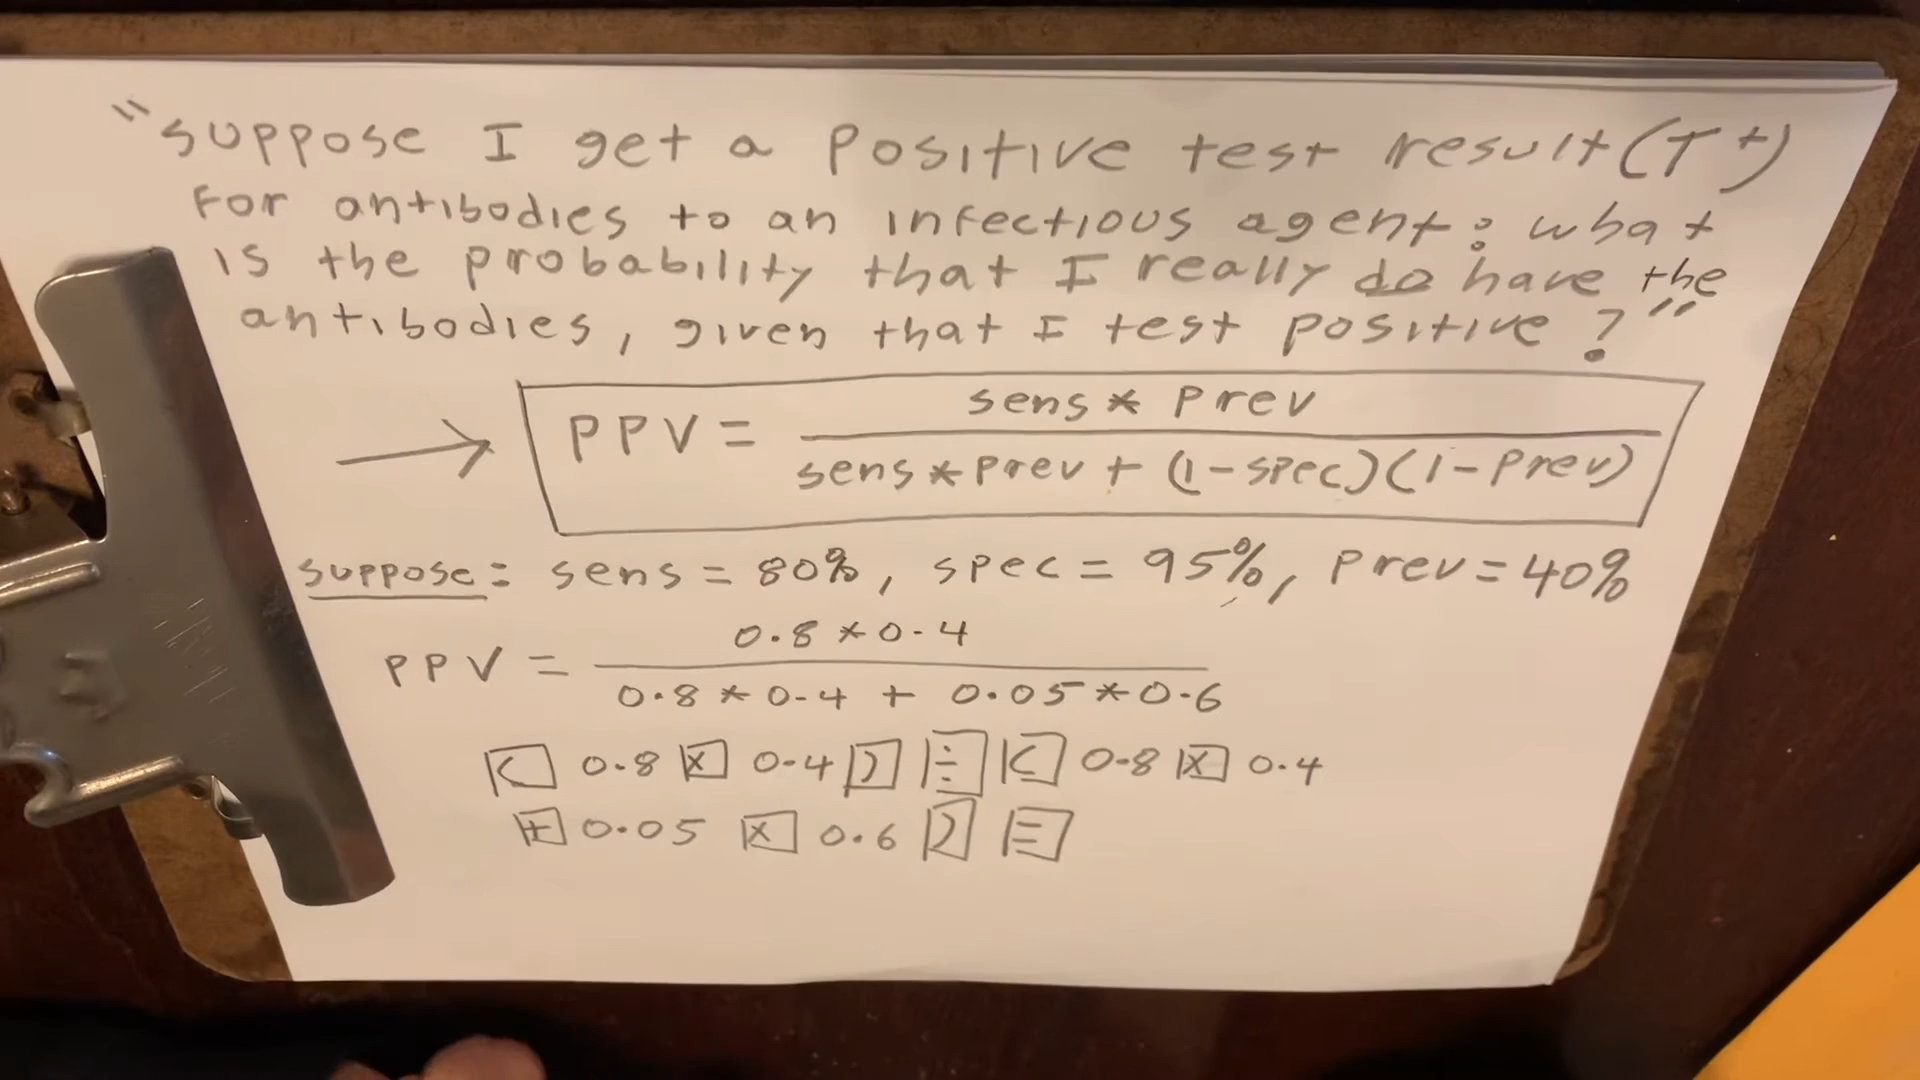 "Suppose I get a positive test result (T+)
for antibodies to an infectious agent: what
is the probability that I really do have the
antibodies, given that I test positive?"
→ PPV = sens * prev / sens * prev + (1 - spec)(1 - prev)
suppose: sens = 80%, spec = 95%, prev = 40%
PPV = 0.8 * 0.4 / 0.8 * 0.4 + 0.05 * 0.6
( 0.8 x 0.4 ) ÷ ( 0.8 x 0.4
+ 0.05 x 0.6 ) =